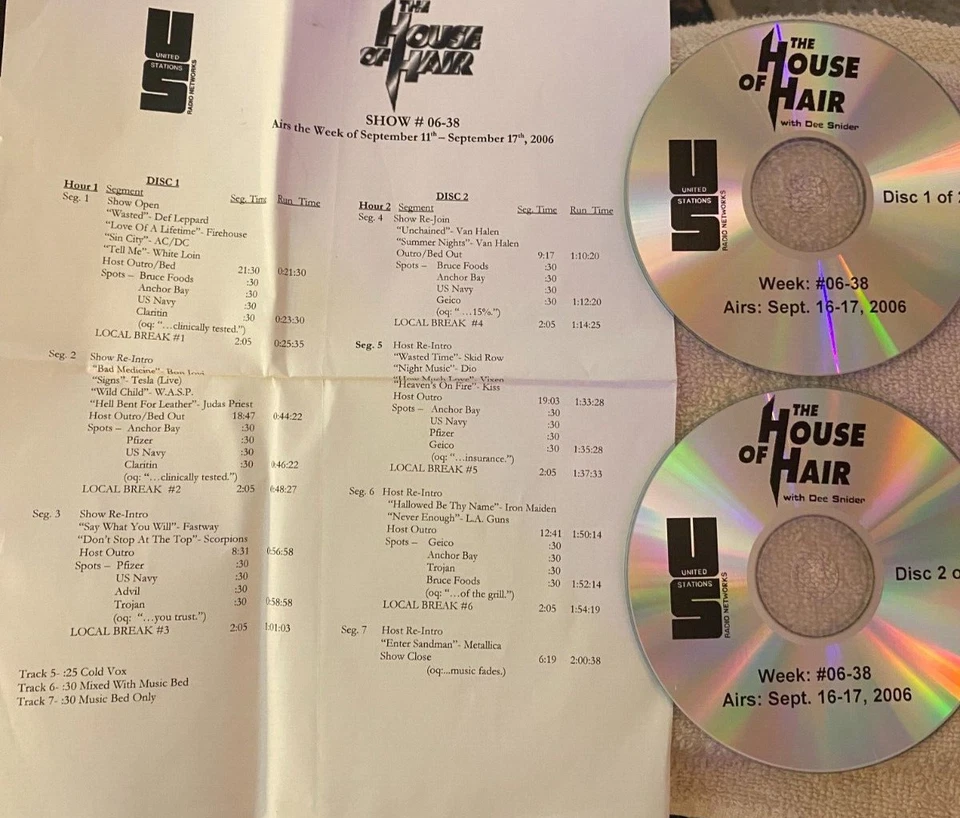 US
UNITED
STATIONS
RADIO NETWORKS
THE
HOUSE
OF HAIR
SHOW # 06-38
Airs the Week of September 11th – September 17th, 2006
DISC 1
Hour 1 Segment Seg. Time Run Time
Seg. 1 Show Open
"Wasted"- Def Leppard
"Love Of A Lifetime"- Firehouse
"Sin City"- AC/DC
"Tell Me"- White Loin
Host Outro/Bed 21:30 0:21:30
Spots – Bruce Foods :30
Anchor Bay :30
US Navy :30
Claritin :30 0:23:30
(oq: "…clinically tested.")
LOCAL BREAK #1 2:05 0:25:35
Seg. 2 Show Re-Intro
"Bad Medicine"- Bon Jovi
"Signs"- Tesla (Live)
"Wild Child"- W.A.S.P.
"Hell Bent For Leather"- Judas Priest
Host Outro/Bed Out 18:47 0:44:22
Spots – Anchor Bay :30
Pfizer :30
US Navy :30
Claritin :30 0:46:22
(oq: "…clinically tested.")
LOCAL BREAK #2 2:05 0:48:27
Seg. 3 Show Re-Intro
"Say What You Will"- Fastway
"Don't Stop At The Top"- Scorpions
Host Outro 8:31 0:56:58
Spots – Pfizer :30
US Navy :30
Advil :30
Trojan :30 0:58:58
(oq: "…you trust.")
LOCAL BREAK #3 2:05 1:01:03
Track 5- :25 Cold Vox
Track 6- :30 Mixed With Music Bed
Track 7- :30 Music Bed Only
DISC 2
Hour 2 Segment Seg. Time Run Time
Seg. 4 Show Re-Join
"Unchained"- Van Halen
"Summer Nights"- Van Halen
Outro/Bed Out 9:17 1:10:20
Spots – Bruce Foods :30
Anchor Bay :30
US Navy :30
Geico :30 1:12:20
(oq: "…15%.")
LOCAL BREAK #4 2:05 1:14:25
Seg. 5 Host Re-Intro
"Wasted Time"- Skid Row
"Night Music"- Dio
"How Much Love"- Vixen
"Heaven's On Fire"- Kiss
Host Outro 19:03 1:33:28
Spots – Anchor Bay :30
US Navy :30
Pfizer :30
Geico :30 1:35:28
(oq: "…insurance.")
LOCAL BREAK #5 2:05 1:37:33
Seg. 6 Host Re-Intro
"Hallowed Be Thy Name"- Iron Maiden
"Never Enough"- L.A. Guns
Host Outro 12:41 1:50:14
Spots – Geico :30
Anchor Bay :30
Trojan :30
Bruce Foods :30 1:52:14
(oq: "…of the grill.")
LOCAL BREAK #6 2:05 1:54:19
Seg. 7 Host Re-Intro
"Enter Sandman"- Metallica
Show Close 6:19 2:00:38
(oq:...music fades.)
THE
HOUSE
OF HAIR
with Dee Snider
US
UNITED
STATIONS
RADIO NETWORKS
Disc 1 of
Week: #06-38
Airs: Sept. 16-17, 2006
THE
HOUSE
OF HAIR
with Dee Snider
US
UNITED
STATIONS
RADIO NETWORKS
Disc 2 o
Week: #06-38
Airs: Sept. 16-17, 2006